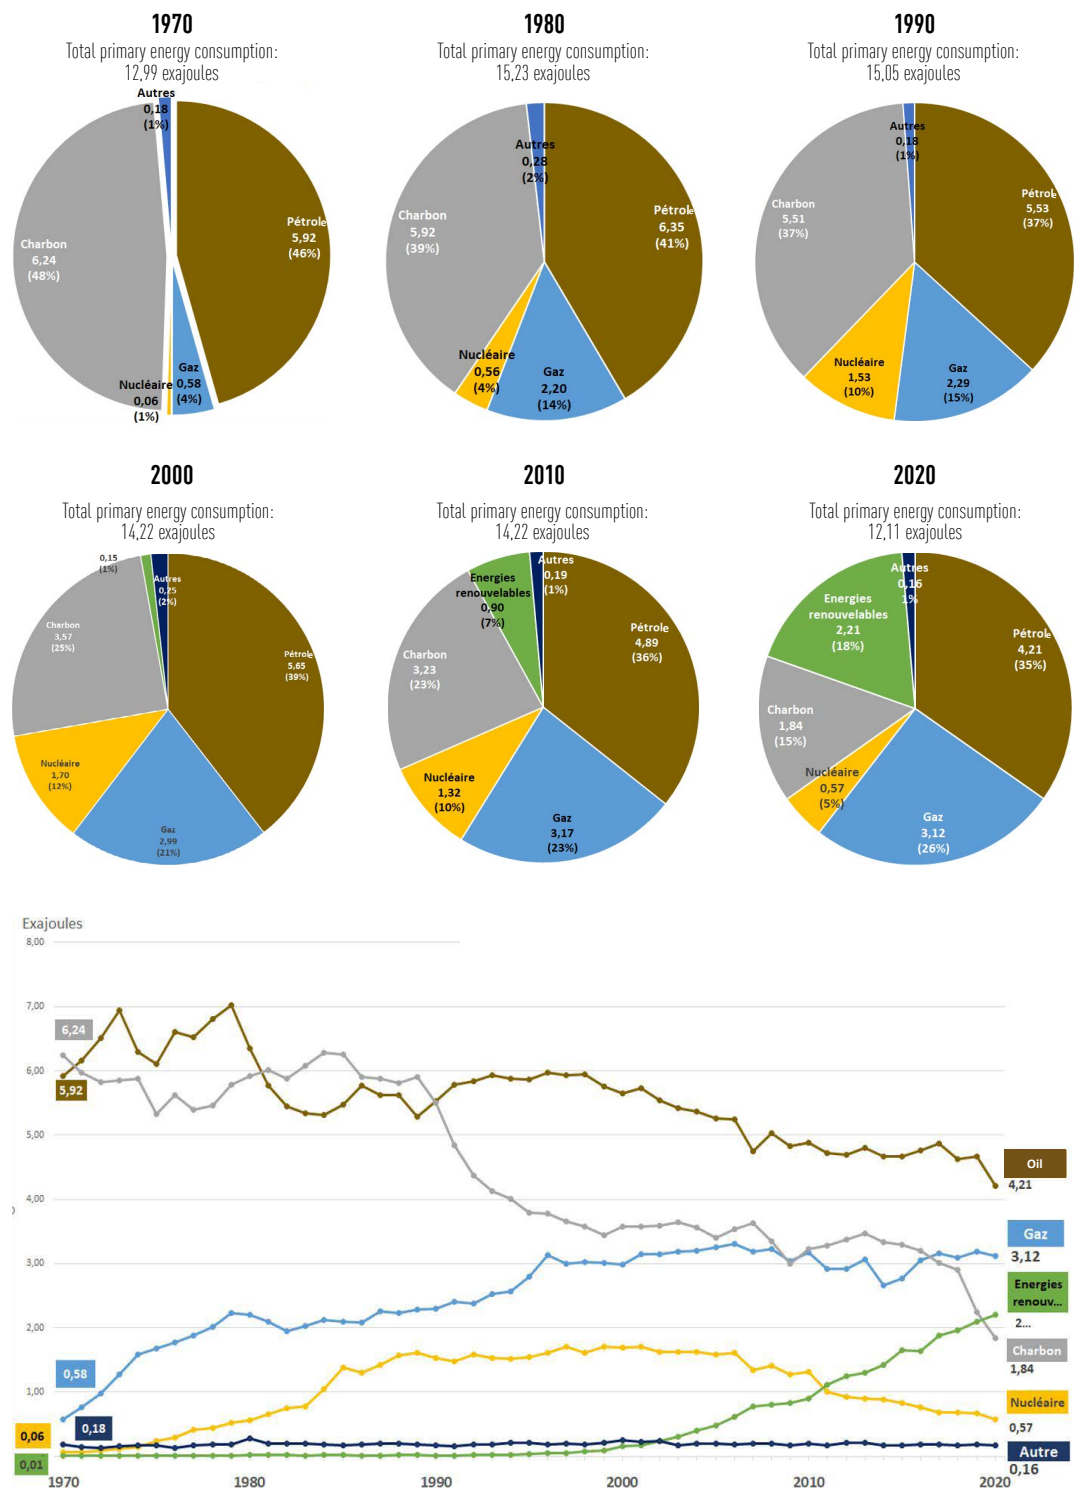 1970
Total primary energy consumption:
12,99 exajoules
Autres
0,18
(1%)
Pétrole
5,92
(46%)
Charbon
6,24
(48%)
Gaz
0,58
(4%)
Nucléaire
0,06
(1%)
1980
Total primary energy consumption:
15,23 exajoules
Autres
0,28
(2%)
Pétrole
6,35
(41%)
Charbon
5,92
(39%)
Nucléaire
0,56
(4%)
Gaz
2,20
(14%)
1990
Total primary energy consumption:
15,05 exajoules
Autres
0,18
(1%)
Pétrole
5,53
(37%)
Charbon
5,51
(37%)
Nucléaire
1,53
(10%)
Gaz
2,29
(15%)
2000
Total primary energy consumption:
14,22 exajoules
0,15
(1%)
Autres
0,25
(2%)
Charbon
3,57
(25%)
Pétrole
5,65
(39%)
Nucléaire
1,70
(12%)
Gaz
2,99
(21%)
2010
Total primary energy consumption:
14,22 exajoules
Autres
0,19
(1%)
Energies
renouvelables
0,90
(7%)
Pétrole
4,89
(36%)
Charbon
3,23
(23%)
Nucléaire
1,32
(10%)
Gaz
3,17
(23%)
2020
Total primary energy consumption:
12,11 exajoules
Autres
0,16
1%
Energies
renouvelables
2,21
(18%)
Pétrole
4,21
(35%)
Charbon
1,84
(15%)
Nucléaire
0,57
(5%)
Gaz
3,12
(26%)
Exajoules
8,00
7,00
6,00
5,00
4,00
3,00
2,00
1,00
6,24
5,92
0,58
0,18
0,06
0,01
Oil
4,21
Gaz
3,12
Energies
renouv...
2...
Charbon
1,84
Nucléaire
0,57
Autre
0,16
1970 1980 1990 2000 2010 2020